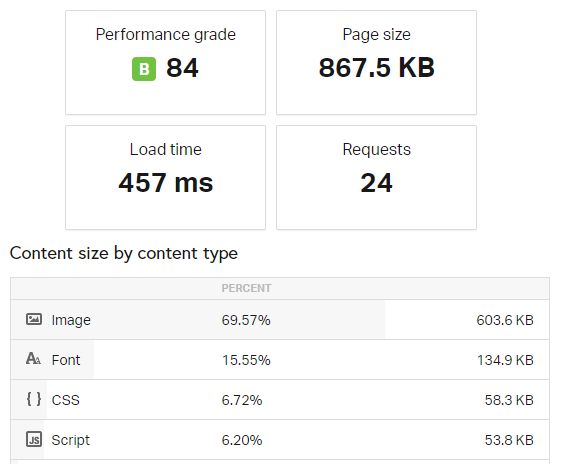 Performance grade
B 84
Page size
867.5 KB
Load time
457 ms
Requests
24
Content size by content type
PERCENT
Image 69.57% 603.6 KB
Font 15.55% 134.9 KB
CSS 6.72% 58.3 KB
Script 6.20% 53.8 KB